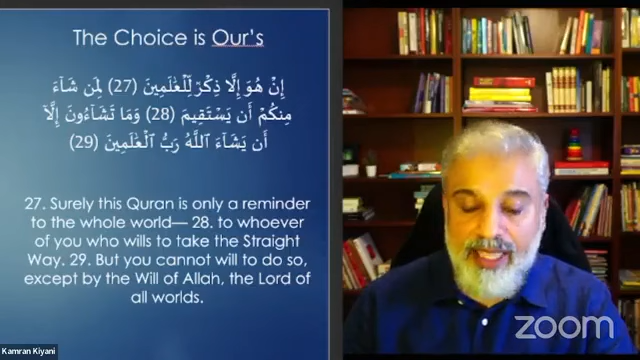 The Choice is Our's
إِنْ هُوَ إِلَّا ذِكْرٌ لِّلْعَٰلَمِينَ (27) لِمَن شَآءَ
مِنكُمْ أَن يَسْتَقِيمَ (28) وَمَا تَشَآءُونَ إِلَّآ
أَن يَشَآءَ اللَّهُ رَبُّ الْعَٰلَمِينَ (29)
27. Surely this Quran is only a reminder
to the whole world— 28. to whoever
of you who wills to take the Straight
Way. 29. But you cannot will to do so,
except by the Will of Allah, the Lord of
all worlds.
Kamran Kiyani
zoom